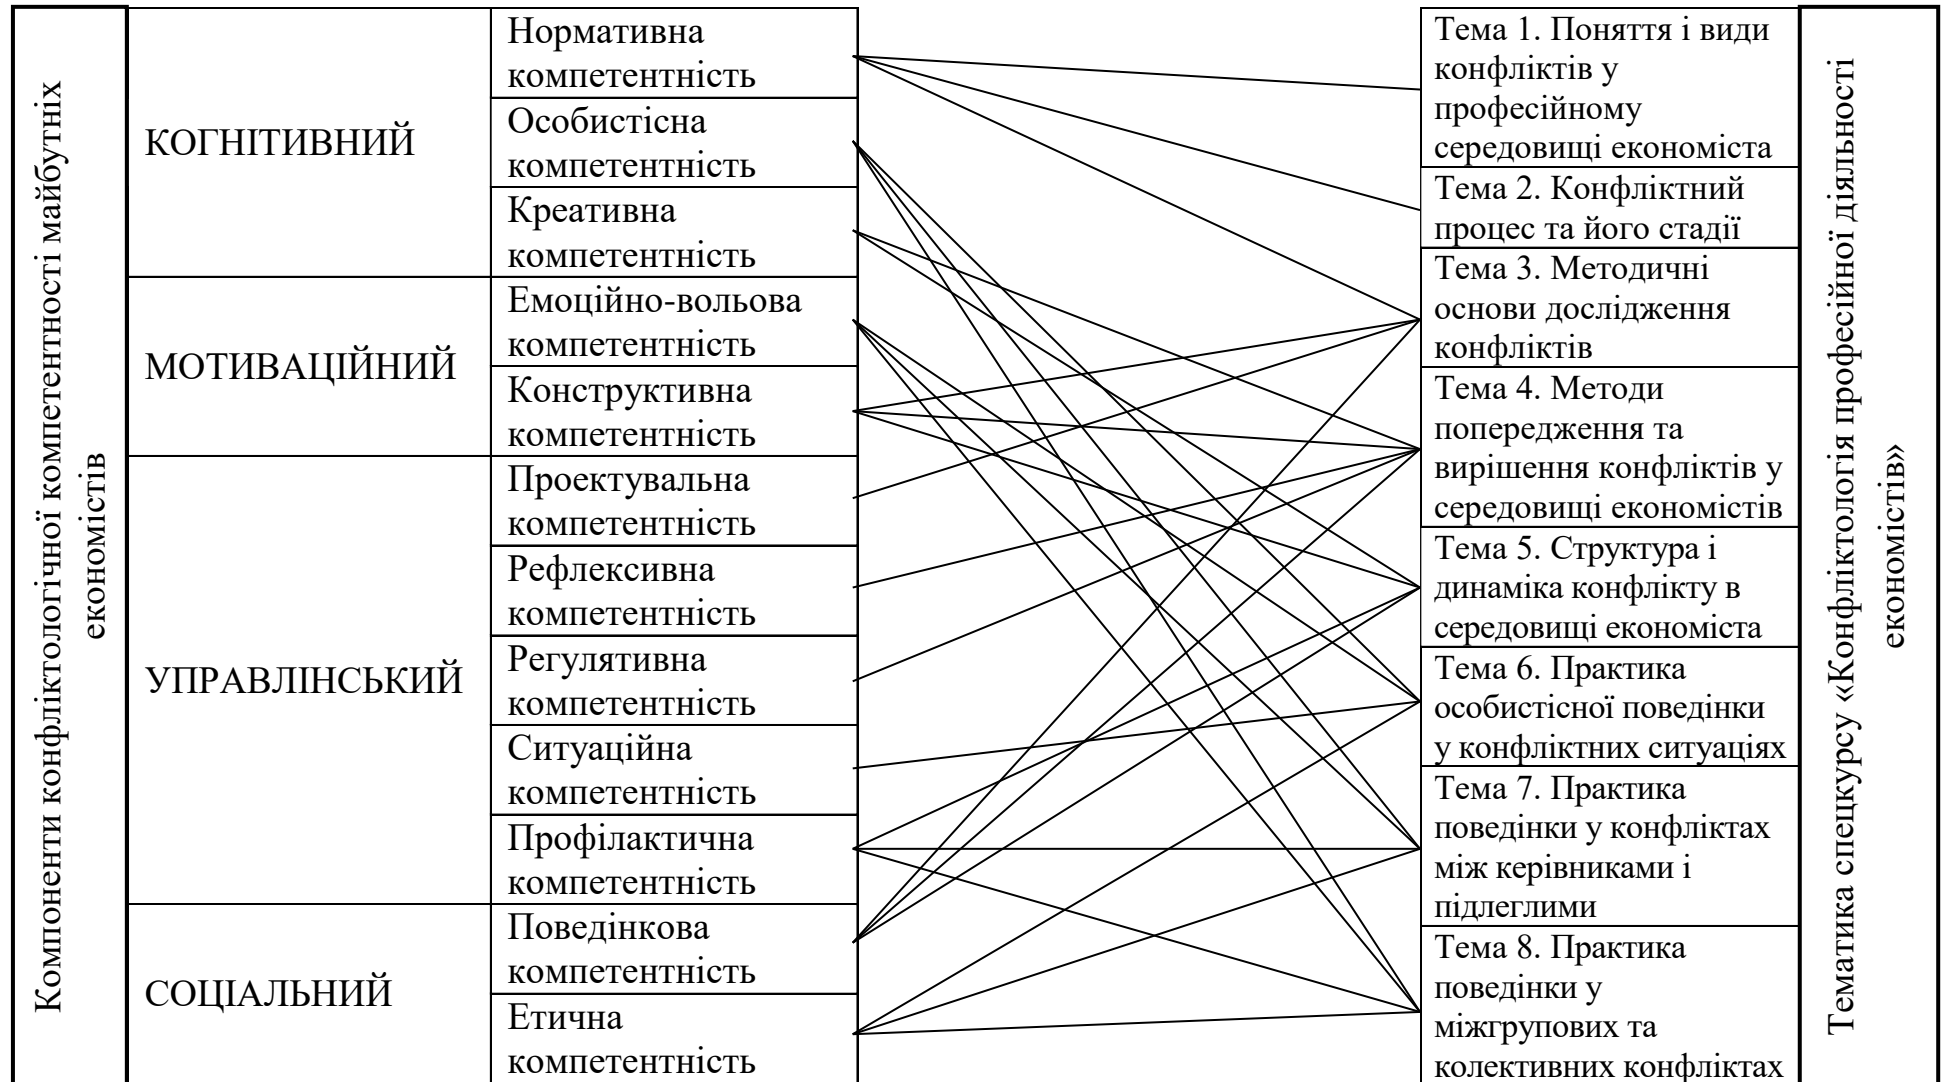 Компоненти конфліктологічної компетентності майбутніх
економістів
КОГНІТИВНИЙ
Нормативна
компетентність
Особистісна
компетентність
Креативна
компетентність
МОТИВАЦІЙНИЙ
Емоційно-вольова
компетентність
Конструктивна
компетентність
УПРАВЛІНСЬКИЙ
Проектувальна
компетентність
Рефлексивна
компетентність
Регулятивна
компетентність
Ситуаційна
компетентність
Профілактична
компетентність
СОЦІАЛЬНИЙ
Поведінкова
компетентність
Етична
компетентність
Тема 1. Поняття і види
конфліктів у
професійному
середовищі економіста
Тема 2. Конфліктний
процес та його стадії
Тема 3. Методичні
основи дослідження
конфліктів
Тема 4. Методи
попередження та
вирішення конфліктів у
середовищі економістів
Тема 5. Структура і
динаміка конфлікту в
середовищі економіста
Тема 6. Практика
особистісної поведінки
у конфліктних ситуаціях
Тема 7. Практика
поведінки у конфліктах
між керівниками і
підлеглими
Тема 8. Практика
поведінки у
міжгрупових та
колективних конфліктах
Тематика спецкурсу «Конфліктологія професійної діяльності
економістів»